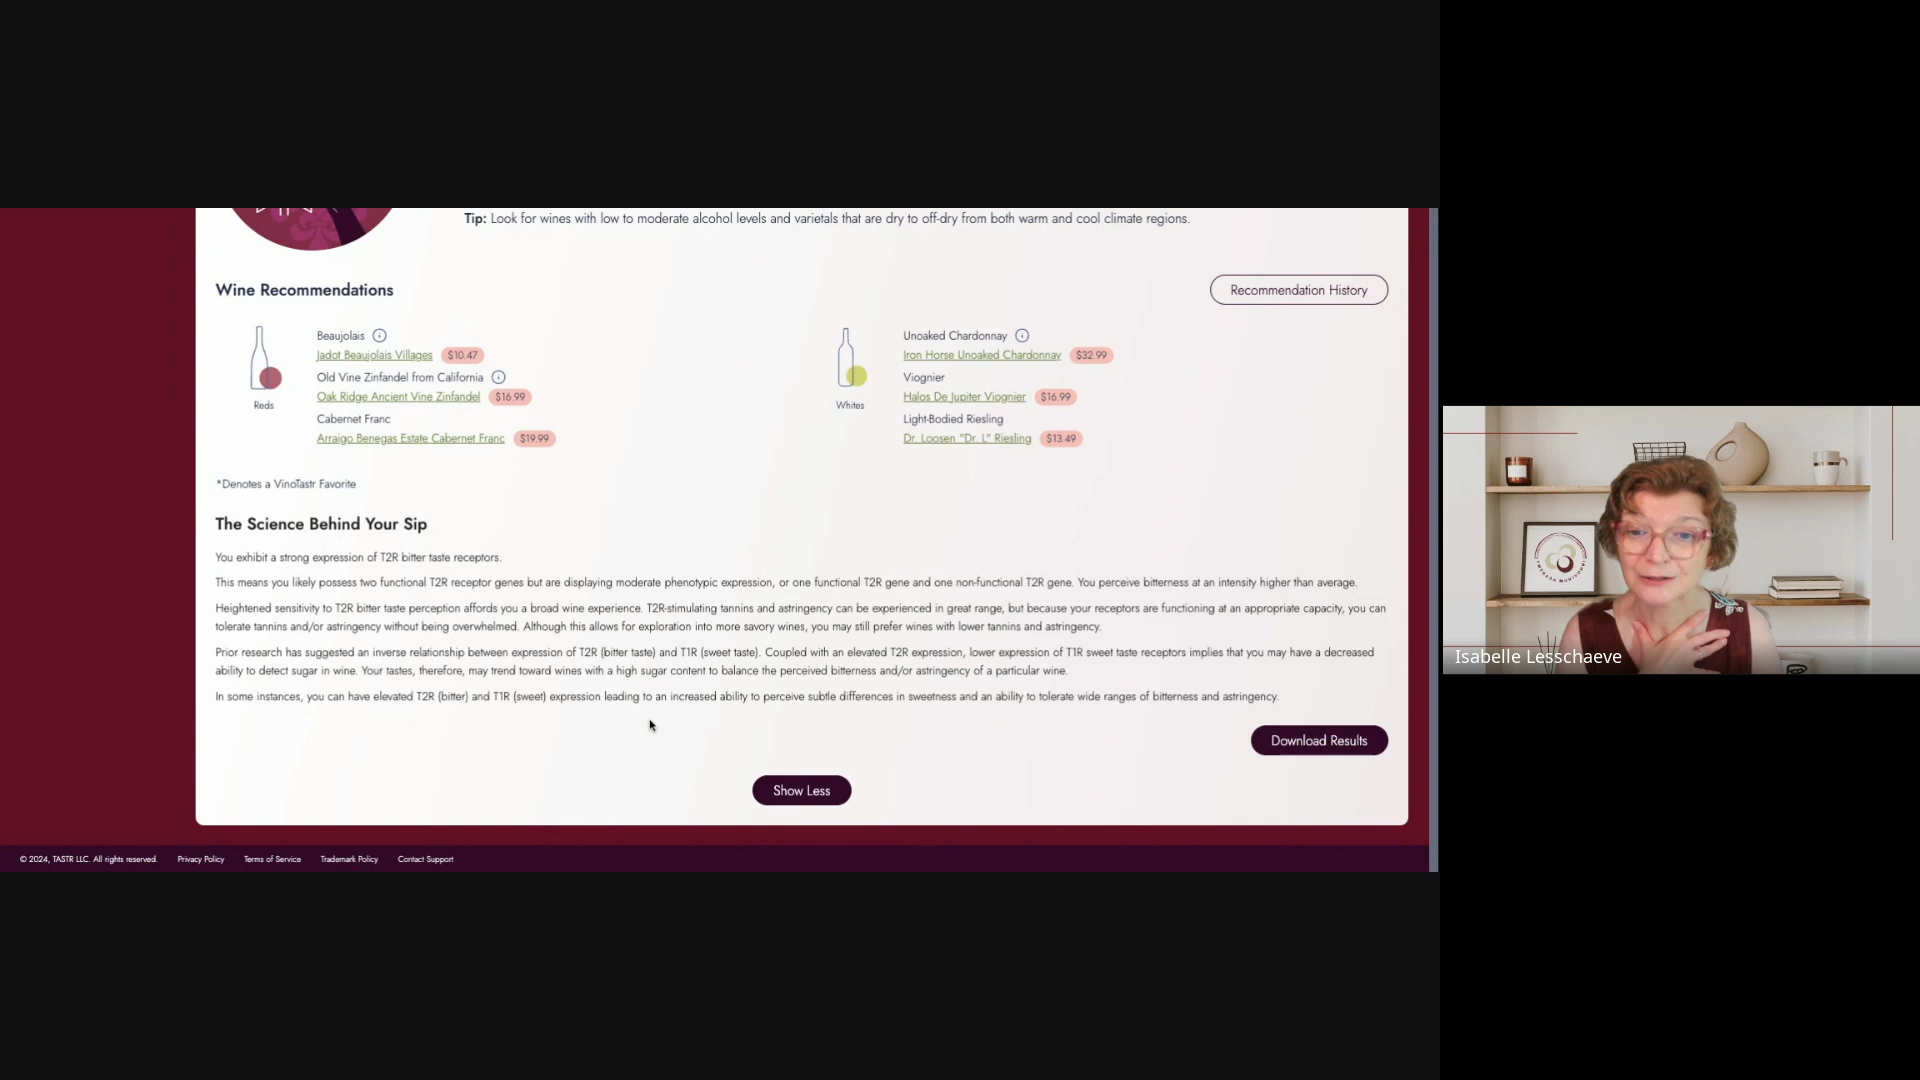 Tip: Look for wines with low to moderate alcohol levels and varietals that are dry to off-dry from both warm and cool climate regions.
Wine Recommendations
Recommendation History
Beaujolais
Jadot Beaujolais Villages $10.47
Old Vine Zinfandel from California
Oak Ridge Ancient Vine Zinfandel $16.99
Cabernet Franc
Arraigo Benegas Estate Cabernet Franc $19.99
Reds
Unoaked Chardonnay
Iron Horse Unoaked Chardonnay $32.99
Viognier
Halos De Jupiter Viognier $16.99
Light-Bodied Riesling
Dr. Loosen "Dr. L" Riesling $13.49
Whites
*Denotes a VinoTastr Favorite
The Science Behind Your Sip
You exhibit a strong expression of T2R bitter taste receptors.
This means you likely possess two functional T2R receptor genes but are displaying moderate phenotypic expression, or one functional T2R gene and one non-functional T2R gene. You perceive bitterness at an intensity higher than average.
Heightened sensitivity to T2R bitter taste perception affords you a broad wine experience. T2R-stimulating tannins and astringency can be experienced in great range, but because your receptors are functioning at an appropriate capacity, you can
tolerate tannins and/or astringency without being overwhelmed. Although this allows for exploration into more savory wines, you may still prefer wines with lower tannins and astringency.
Prior research has suggested an inverse relationship between expression of T2R (bitter taste) and T1R (sweet taste). Coupled with an elevated T2R expression, lower expression of T1R sweet taste receptors implies that you may have a decreased
ability to detect sugar in wine. Your tastes, therefore, may trend toward wines with a high sugar content to balance the perceived bitterness and/or astringency of a particular wine.
In some instances, you can have elevated T2R (bitter) and T1R (sweet) expression leading to an increased ability to perceive subtle differences in sweetness and an ability to tolerate wide ranges of bitterness and astringency.
Download Results
Show Less
© 2024, TASTR LLC. All rights reserved. Privacy Policy Terms of Service Trademark Policy Contact Support
Isabelle Lesschaeve